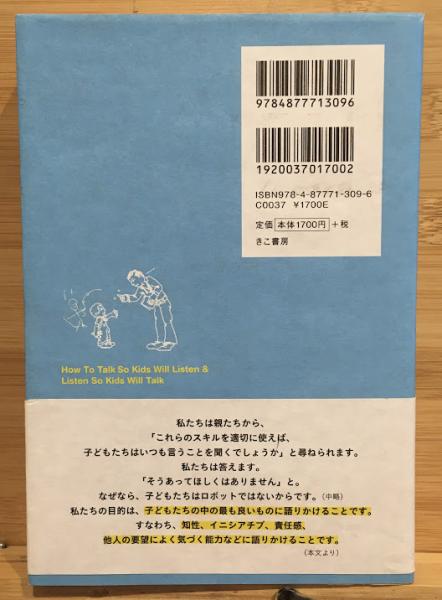 9784877713096
1920037017002
ISBN978-4-87771-309-6
C0037 ¥1700E
定価 本体1700円 +税
きこ書房
How To Talk So Kids Will Listen &
Listen So Kids Will Talk
私たちは親たちから、
「これらのスキルを適切に使えば、
子どもたちはいつも言うことを聞くでしょうか」と尋ねられます。
私たちは答えます。
「そうあってほしくはありません」と。
なぜなら、子どもたちはロボットではないからです。（中略）
私たちの目的は、子どもたちの中の最も良いものに語りかけることです。
すなわち、知性、イニシアチブ、責任感、
他人の要望によく気づく能力などに語りかけることです。
（本文より）